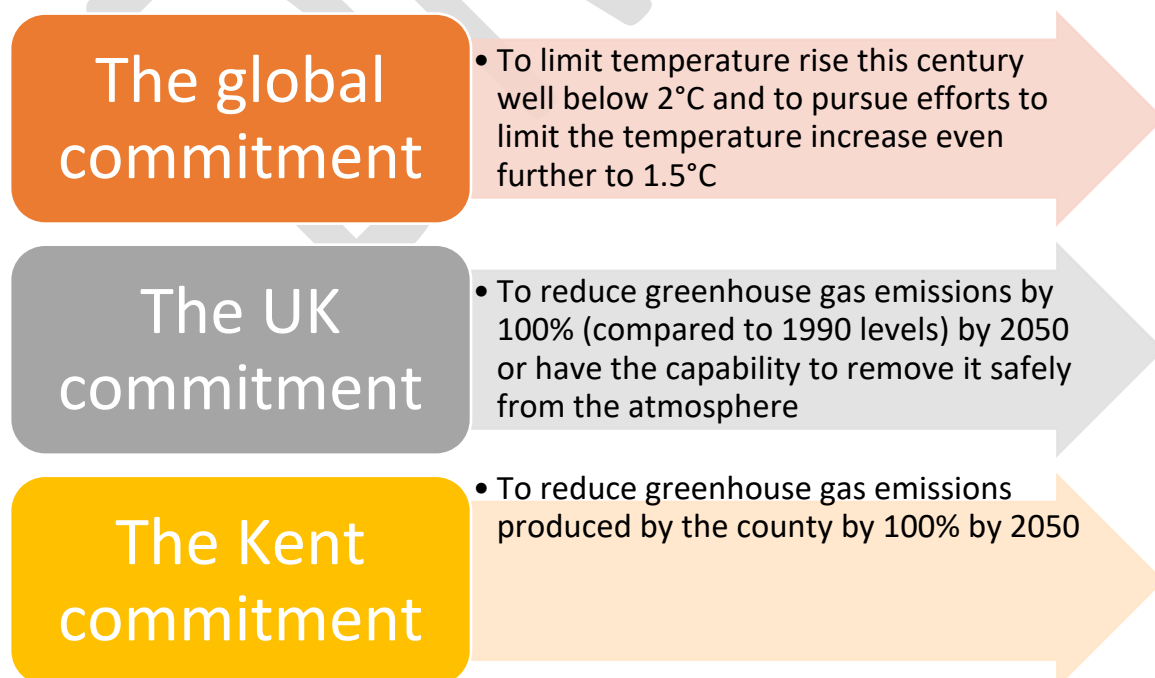 The global
commitment
• To limit temperature rise this century
well below 2°C and to pursue efforts to
limit the temperature increase even
further to 1.5°C
The UK
commitment
• To reduce greenhouse gas emissions by
100% (compared to 1990 levels) by 2050
or have the capability to remove it safely
from the atmosphere
The Kent
commitment
• To reduce greenhouse gas emissions
produced by the county by 100% by 2050